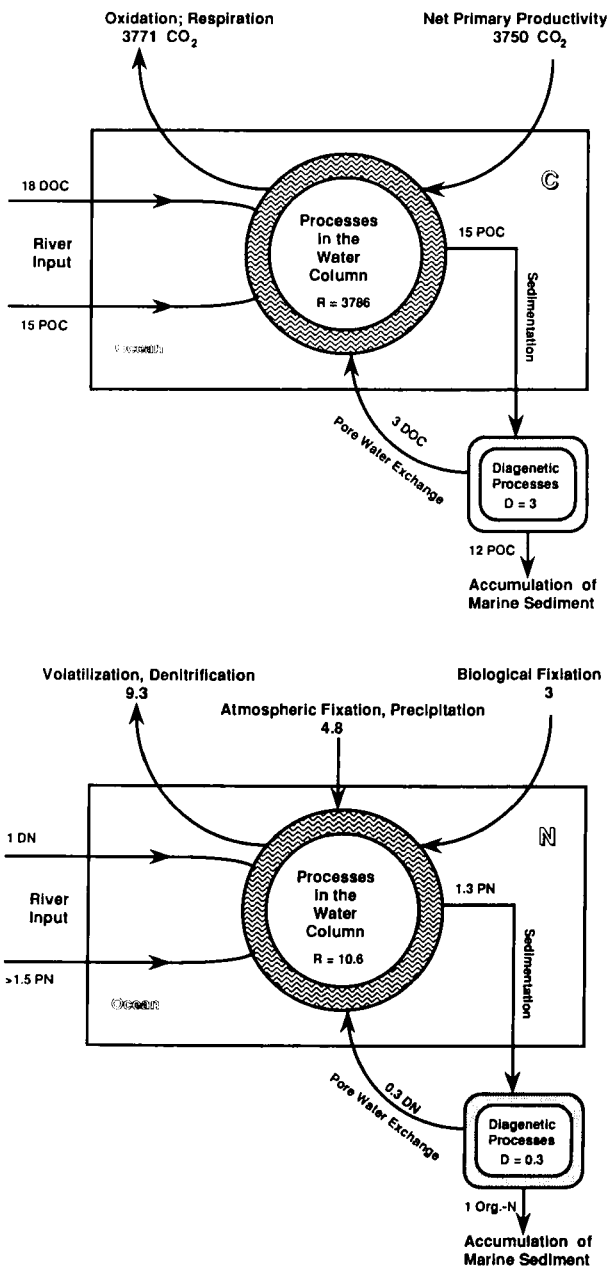 Oxidation; Respiration
3771 CO₂
Net Primary Productivity
3750 CO₂
C
18 DOC
River
Input
15 POC
Ocean
Processes
in the
Water
Column
R = 3786
15 POC
Sedimentation
3 DOC
Pore Water Exchange
Diagenetic
Processes
D = 3
12 POC
Accumulation of
Marine Sediment
Volatilization, Denitrification
9.3
Atmospheric Fixation, Precipitation
4.8
Biological Fixiation
3
N
1 DN
River
Input
>1.5 PN
Ocean
Processes
in the
Water
Column
R = 10.6
1.3 PN
Sedimentation
0.3 DN
Pore Water Exchange
Diagenetic
Processes
D = 0.3
1 Org.-N
Accumulation of
Marine Sediment